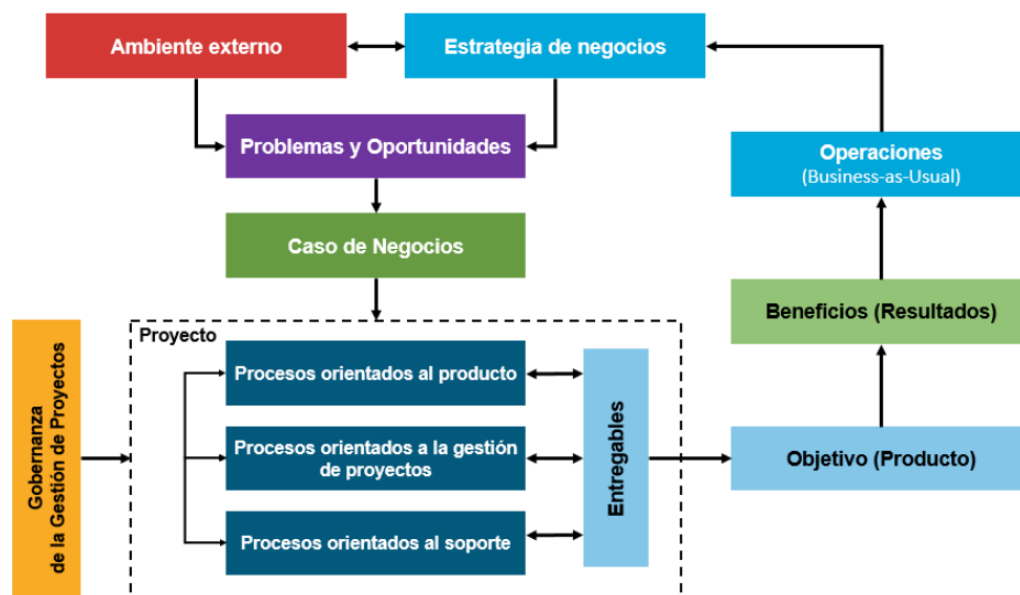 Ambiente externo
Estrategia de negocios
Problemas y Oportunidades
Operaciones
(Business-as-Usual)
Caso de Negocios
Beneficios (Resultados)
Proyecto
Gobernanza
de la Gestión de Proyectos
Procesos orientados al producto
Procesos orientados a la gestión
de proyectos
Procesos orientados al soporte
Entregables
Objetivo (Producto)